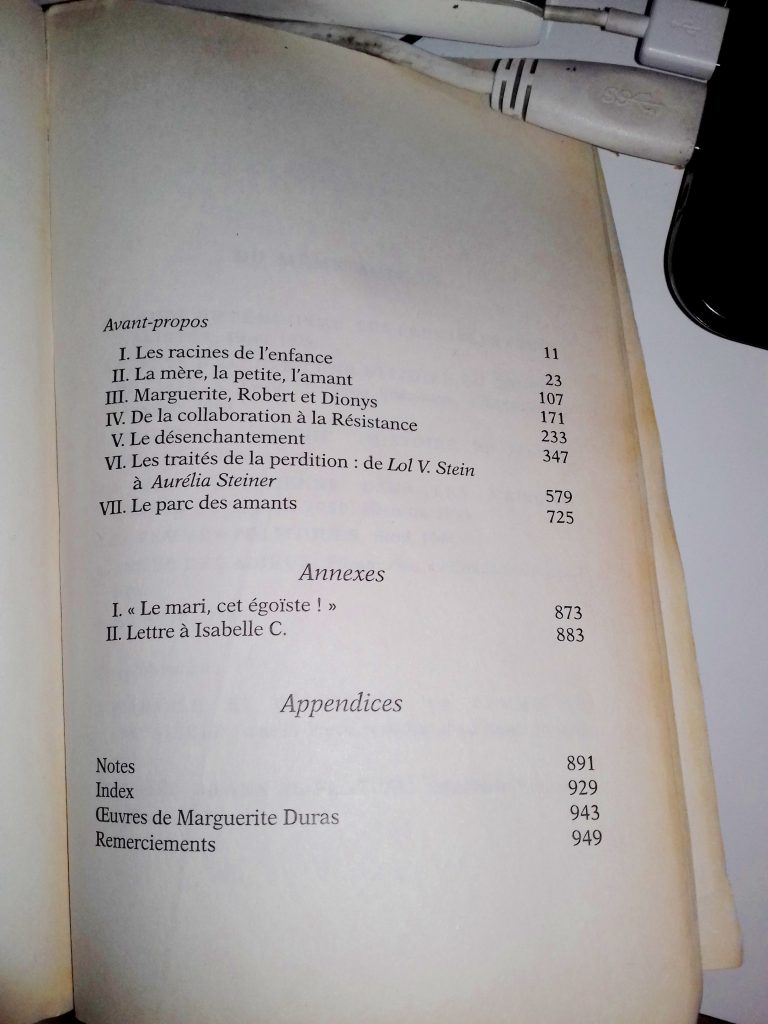 SS
Avant-propos 11
I. Les racines de l'enfance 23
II. La mère, la petite, l'amant 107
III. Marguerite, Robert et Dionys 171
IV. De la collaboration à la Résistance 233
V. Le désenchantement 347
VI. Les traités de la perdition : de Lol V. Stein
à Aurélia Steiner 579
VII. Le parc des amants 725
Annexes
I. « Le mari, cet égoïste ! » 873
II. Lettre à Isabelle C. 883
Appendices
Notes 891
Index 929
Œuvres de Marguerite Duras 943
Remerciements 949